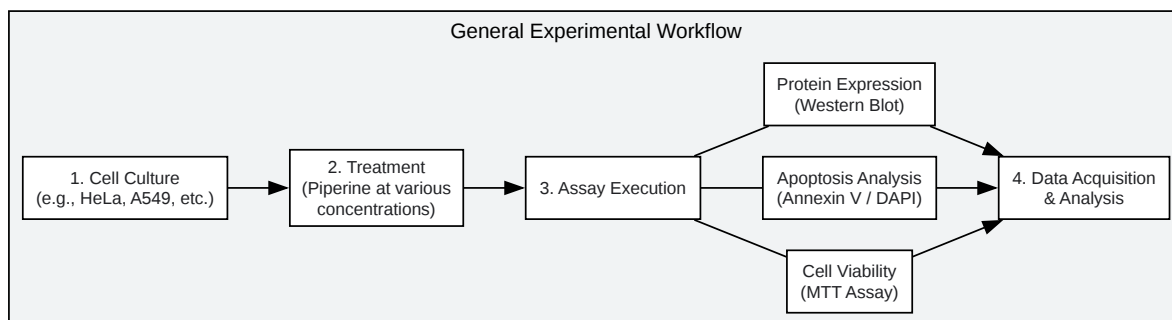 General Experimental Workflow
1. Cell Culture
(e.g., HeLa, A549, etc.)
2. Treatment
(Piperine at various
concentrations)
3. Assay Execution
Protein Expression
(Western Blot)
Apoptosis Analysis
(Annexin V / DAPI)
Cell Viability
(MTT Assay)
4. Data Acquisition
& Analysis